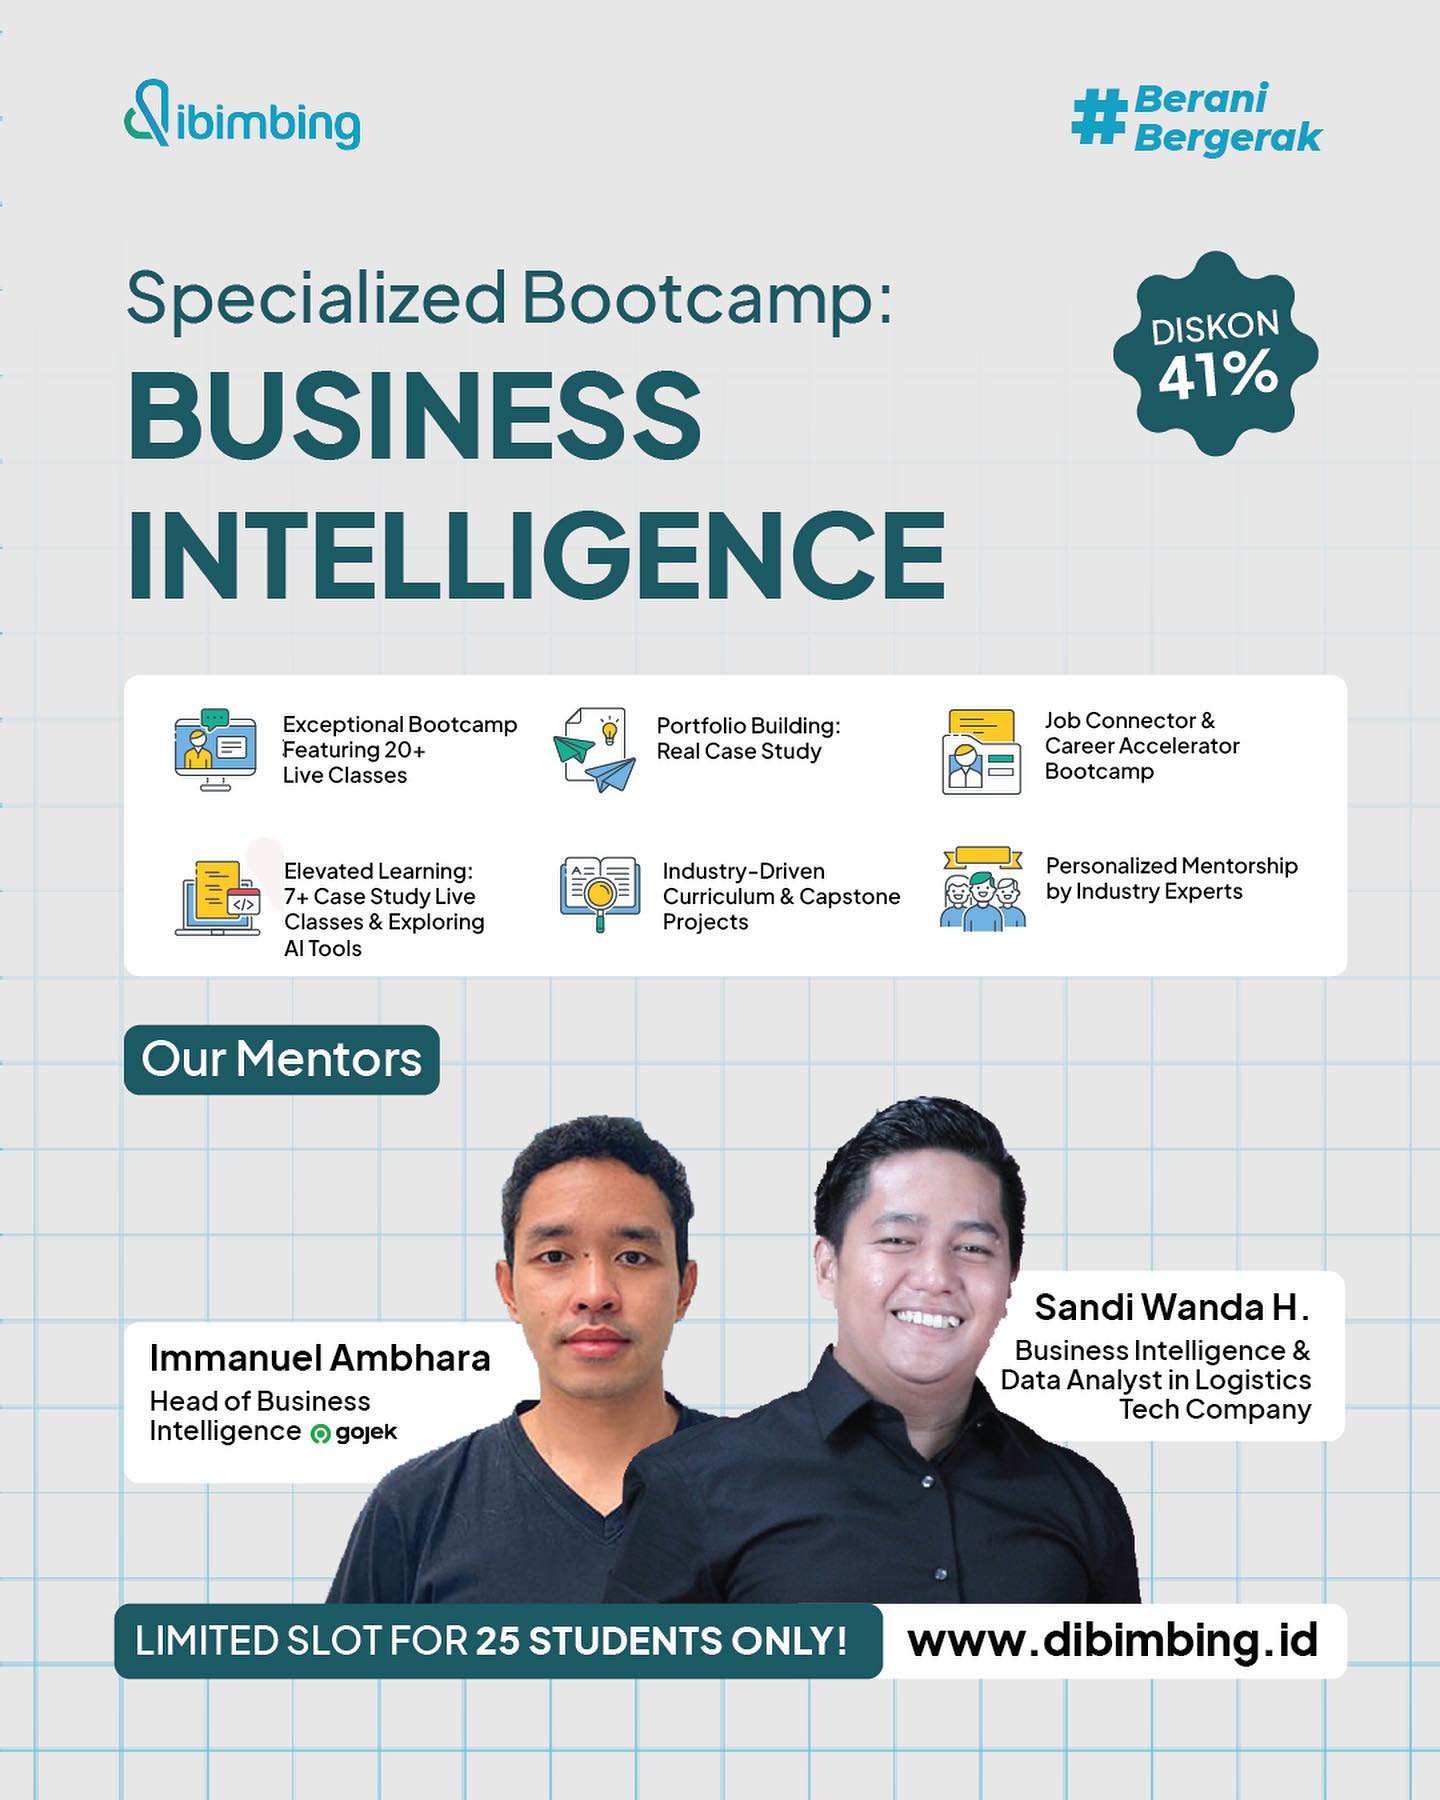 dibimbing
#Berani
Bergerak
Specialized Bootcamp:
BUSINESS
INTELLIGENCE
DISKON
41%
Exceptional Bootcamp
Featuring 20+
Live Classes
Portfolio Building:
Real Case Study
Job Connector &
Career Accelerator
Bootcamp
Elevated Learning:
7+ Case Study Live
Classes & Exploring
AI Tools
Industry-Driven
Curriculum & Capstone
Projects
Personalized Mentorship
by Industry Experts
Our Mentors
Immanuel Ambhara
Head of Business
Intelligence gojek
Sandi Wanda H.
Business Intelligence &
Data Analyst in Logistics
Tech Company
LIMITED SLOT FOR 25 STUDENTS ONLY!
www.dibimbing.id